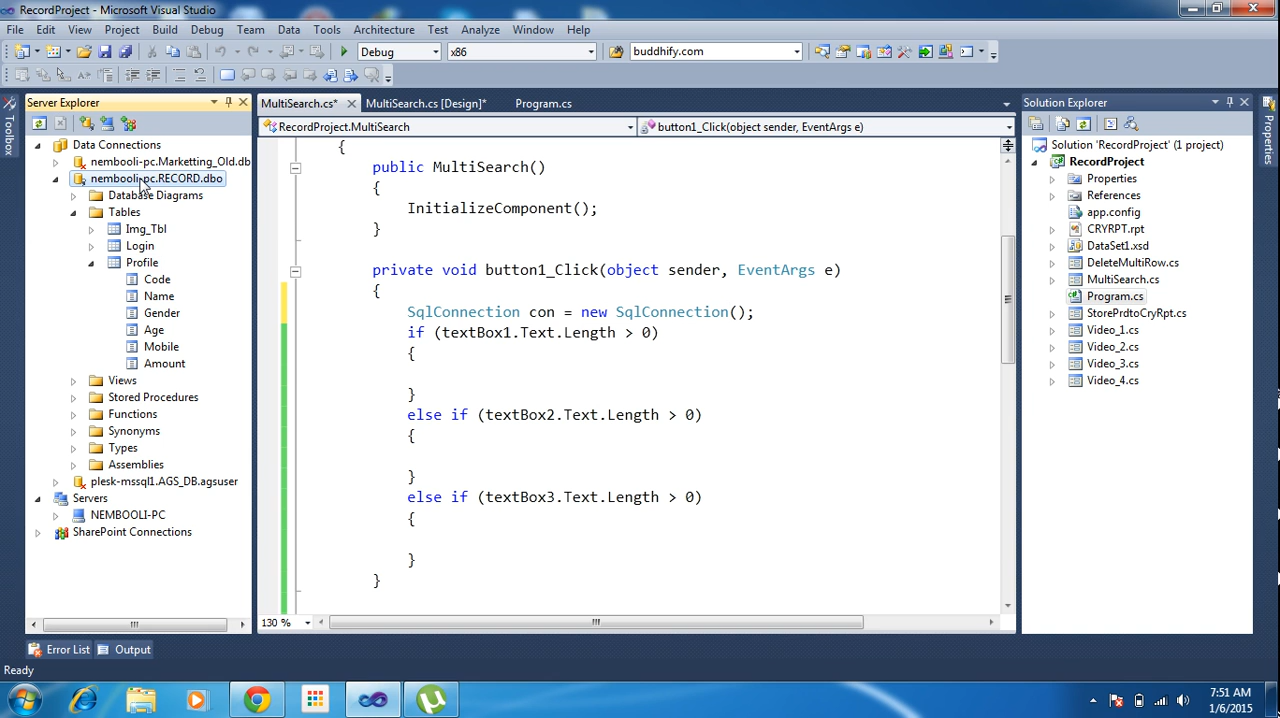 RecordProject - Microsoft Visual Studio
File Edit View Project Build Debug Team Data Tools Architecture Test Analyze Window Help
Debug x86 buddhify.com
Server Explorer
Data Connections
nembooli-pc.Marketting_Old.db
nembooli-pc.RECORD.dbo
Database Diagrams
Tables
Img_Tbl
Login
Profile
Code
Name
Gender
Age
Mobile
Amount
Views
Stored Procedures
Functions
Synonyms
Types
Assemblies
plesk-mssql1.AGS_DB.agsuser
Servers
NEMBOOLI-PC
SharePoint Connections
Toolbox
MultiSearch.cs* MultiSearch.cs [Design]* Program.cs
RecordProject.MultiSearch button1_Click(object sender, EventArgs e)
{
public MultiSearch()
{
InitializeComponent();
}
private void button1_Click(object sender, EventArgs e)
{
SqlConnection con = new SqlConnection();
if (textBox1.Text.Length > 0)
{
}
else if (textBox2.Text.Length > 0)
{
}
else if (textBox3.Text.Length > 0)
{
}
}
130 %
Solution Explorer
Solution 'RecordProject' (1 project)
RecordProject
Properties
References
app.config
CRYRPT.rpt
DataSet1.xsd
DeleteMultiRow.cs
MultiSearch.cs
Program.cs
StorePrdtoCryRpt.cs
Video_1.cs
Video_2.cs
Video_3.cs
Video_4.cs
Properties
Error List Output
Ready
7:51 AM
1/6/2015